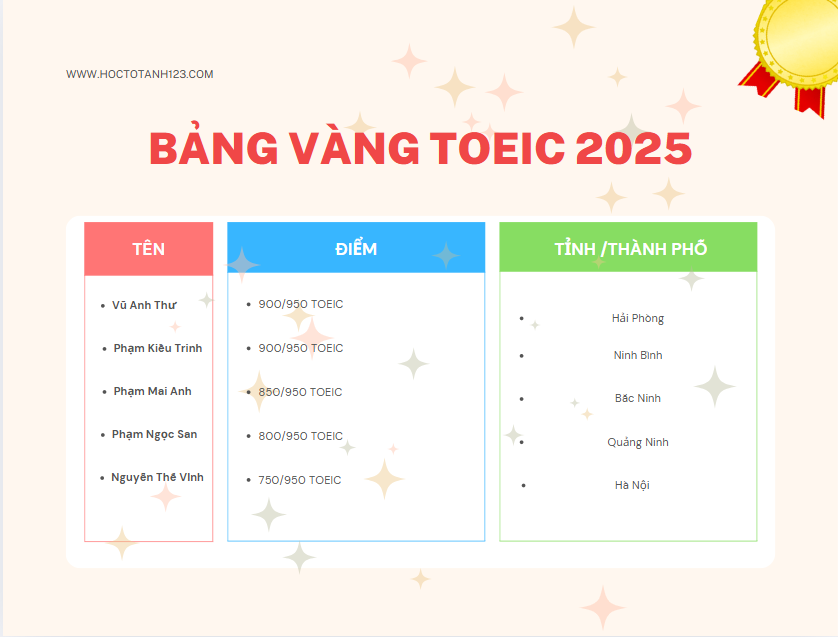 WWW.HOCTOTANH123.COM
BẢNG VÀNG TOEIC 2025
TÊN
• Vũ Anh Thư
• Phạm Kiều Trinh
• Phạm Mai Anh
• Phạm Ngọc San
• Nguyễn Thế Vinh
ĐIỂM
• 900/950 TOEIC
• 900/950 TOEIC
• 850/950 TOEIC
• 800/950 TOEIC
• 750/950 TOEIC
TỈNH /THÀNH PHỐ
• Hải Phòng
• Ninh Bình
• Bắc Ninh
• Quảng Ninh
• Hà Nội